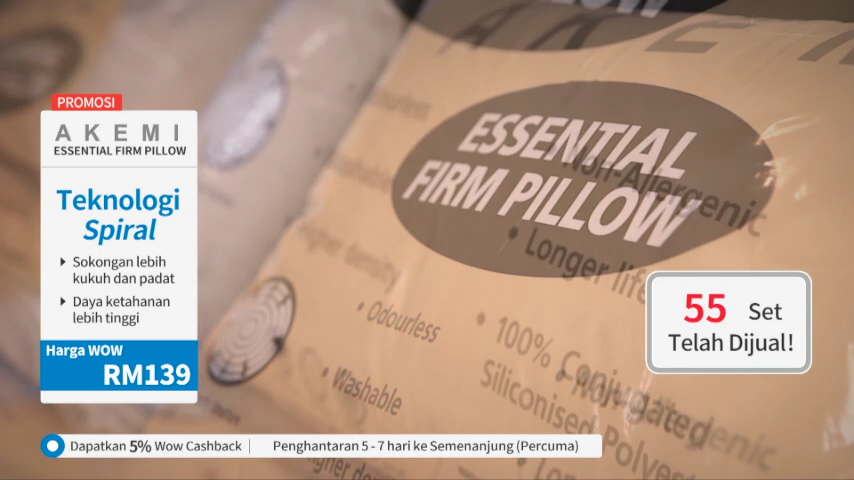 PROMOSI
AKEMI
ESSENTIAL FIRM PILLOW
Teknologi
Spiral
Sokongan lebih
kukuh dan padat
Daya ketahanan
lebih tinggi
Harga WOW
RM139
ESSENTIAL
FIRM PILLOW
Non-Allergenic
• Longer life
• Odourless
• Washable
• 100% Conjugated
Siliconised Polyest
55 Set
Telah Dijual!
Dapatkan 5% Wow Cashback
Penghantaran 5 - 7 hari ke Semenanjung (Percuma)